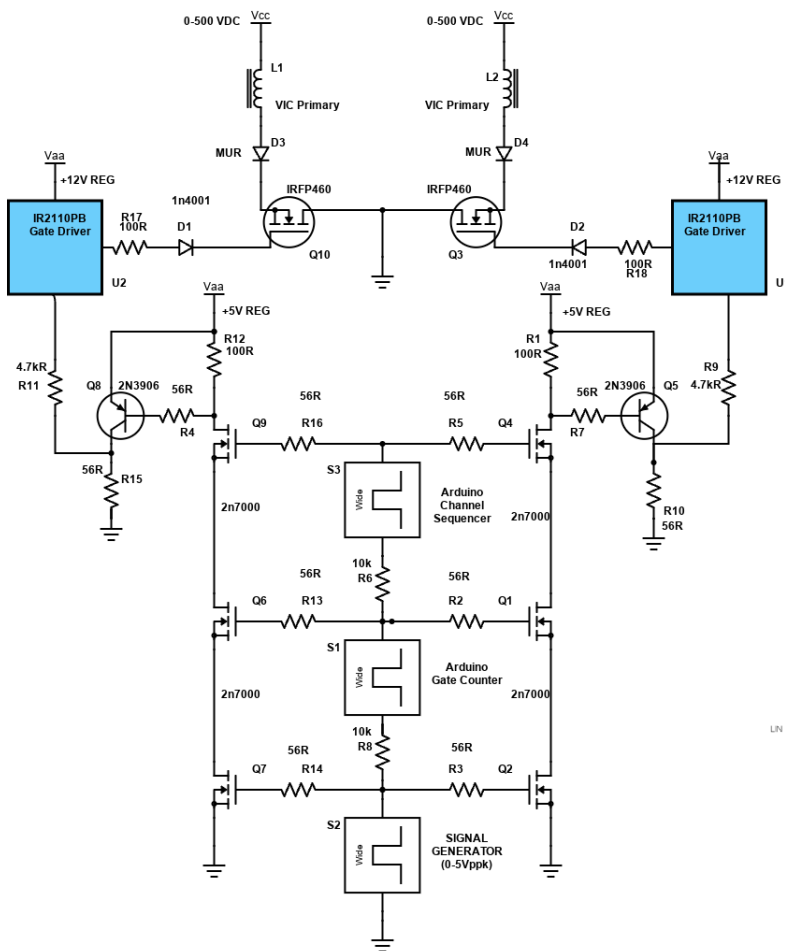 0-500 VDC
Vcc
0-500 VDC
Vcc
L1
L2
VIC Primary
VIC Primary
D3
D4
MUR
MUR
Vaa
+12V REG
Vaa
+12V REG
IRFP460
IRFP460
IR2110PB
Gate Driver
R17
100R
1n4001
D1
Q10
Q3
D2
1n4001
100R
R18
IR2110PB
Gate Driver
U2
U
Vaa
+5V REG
Vaa
+5V REG
R12
100R
R1
100R
4.7kR
R11
Q8
2N3906
56R
R4
56R
R7
2N3906
Q5
R9
4.7kR
Q9
56R
R16
56R
R5
Q4
56R
R15
S3
Wide
Arduino
Channel
Sequencer
R10
56R
2n7000
2n7000
10k
R6
Q6
56R
R13
56R
R2
Q1
S1
Wide
Arduino
Gate Counter
2n7000
2n7000
10k
R8
Q7
56R
R14
56R
R3
Q2
S2
Wide
SIGNAL
GENERATOR
(0-5Vppk)
LIN